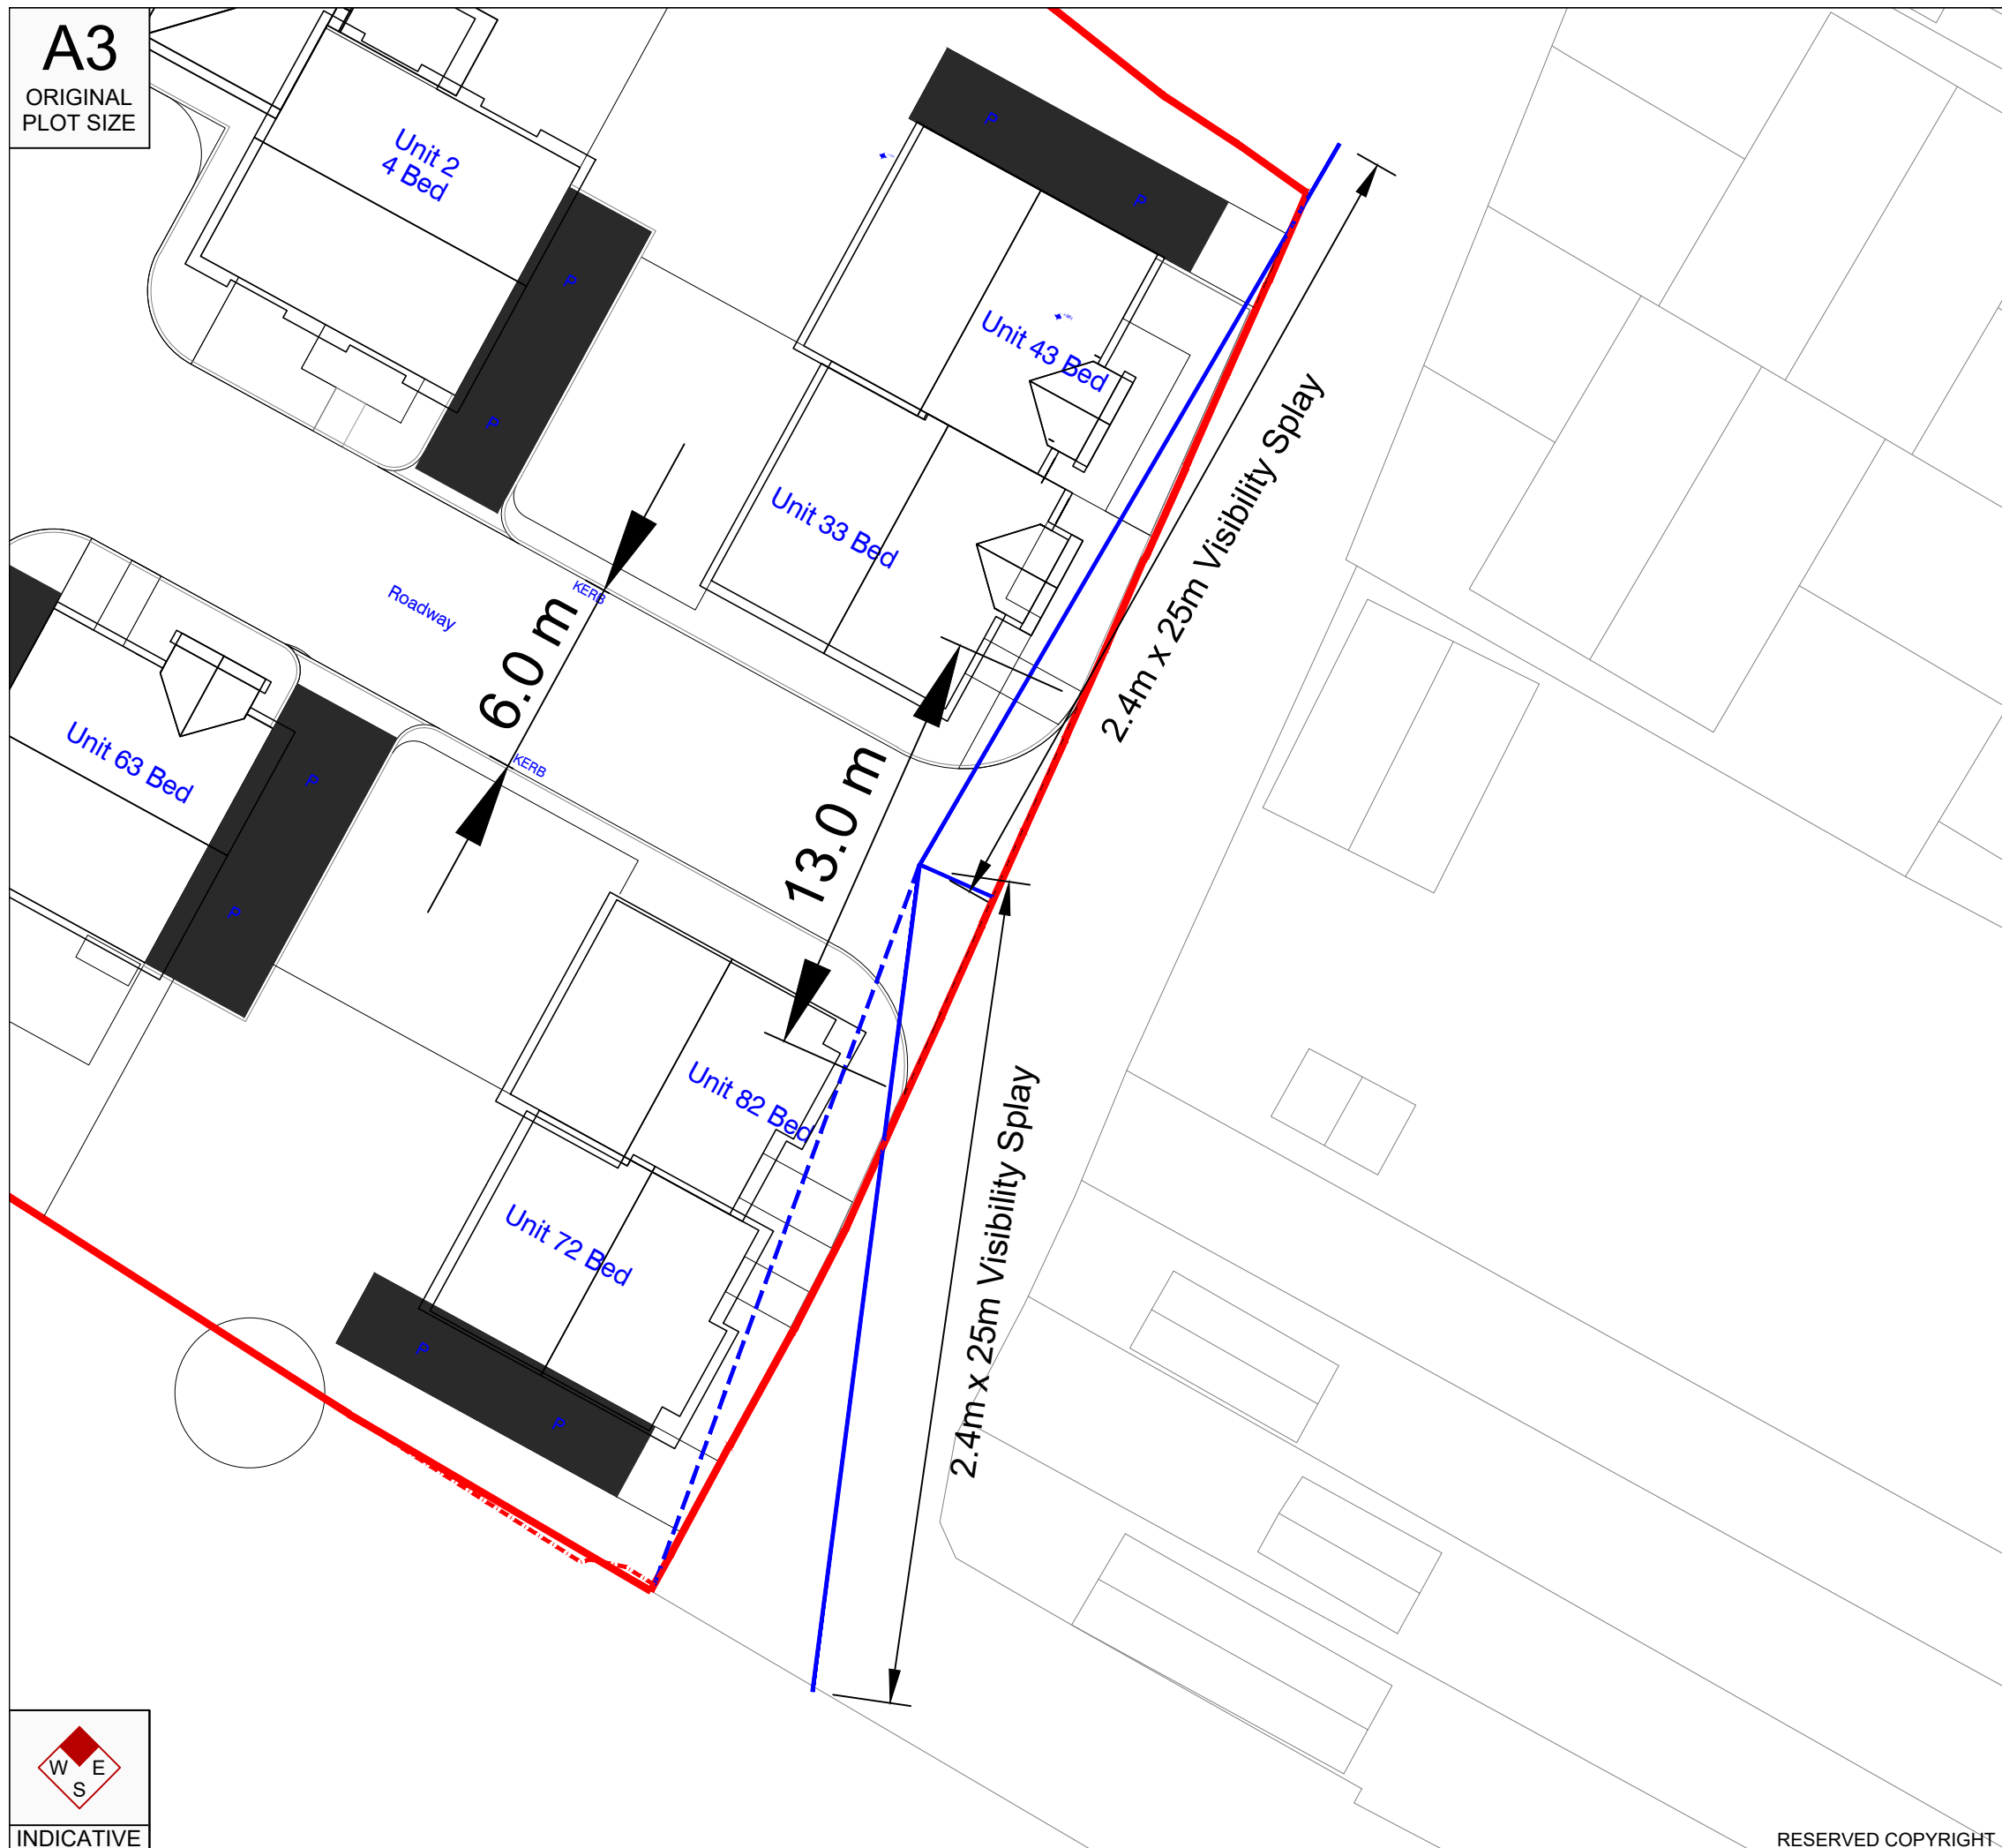 A3
ORIGINAL
PLOT SIZE
Unit 2
4 Bed
P
P
P
P
Unit 43 Bed
Unit 33 Bed
2.4m x 25m Visibility Splay
Roadway
KERB
6.0 m
KERB
Unit 63 Bed
P
P
13.0 m
Unit 82 Bed
Unit 72 Bed
2.4m x 25m Visibility Splay
P
P
W E
S
INDICATIVE
RESERVED COPYRIGHT